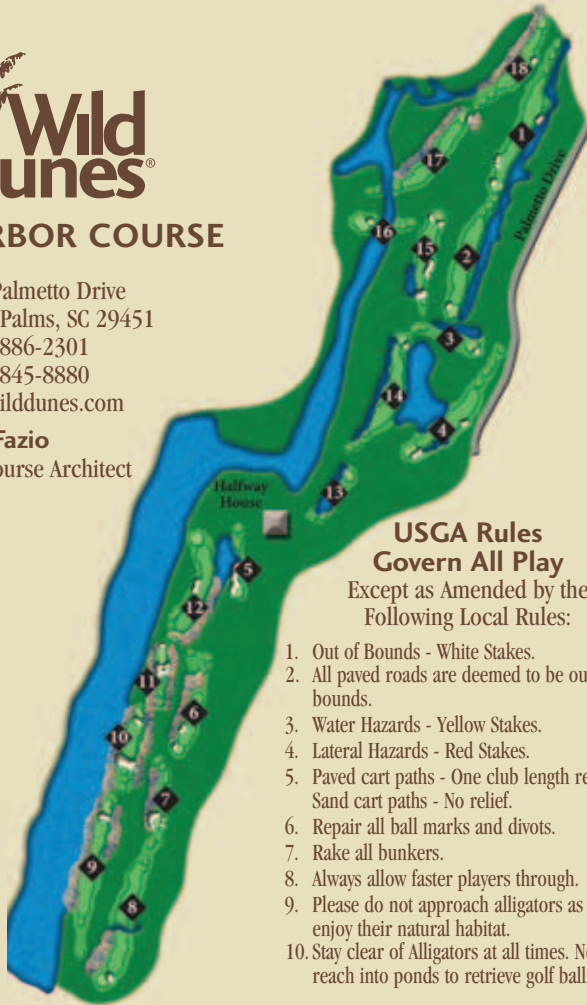 Wild
unes®
RBOR COURSE
Palmetto Drive
Palms, SC 29451
886-2301
845-8880
ilddunes.com
Fazio
ourse Architect
18
1
17
Palmetto Drive
16
15
2
3
14
4
13
Halfway
House
5
12
11
6
10
7
9
8
USGA Rules
Govern All Play
Except as Amended by the
Following Local Rules:
1. Out of Bounds - White Stakes.
2. All paved roads are deemed to be ou
bounds.
3. Water Hazards - Yellow Stakes.
4. Lateral Hazards - Red Stakes.
5. Paved cart paths - One club length re
Sand cart paths - No relief.
6. Repair all ball marks and divots.
7. Rake all bunkers.
8. Always allow faster players through.
9. Please do not approach alligators as
enjoy their natural habitat.
10. Stay clear of Alligators at all times. Ne
reach into ponds to retrieve golf ball